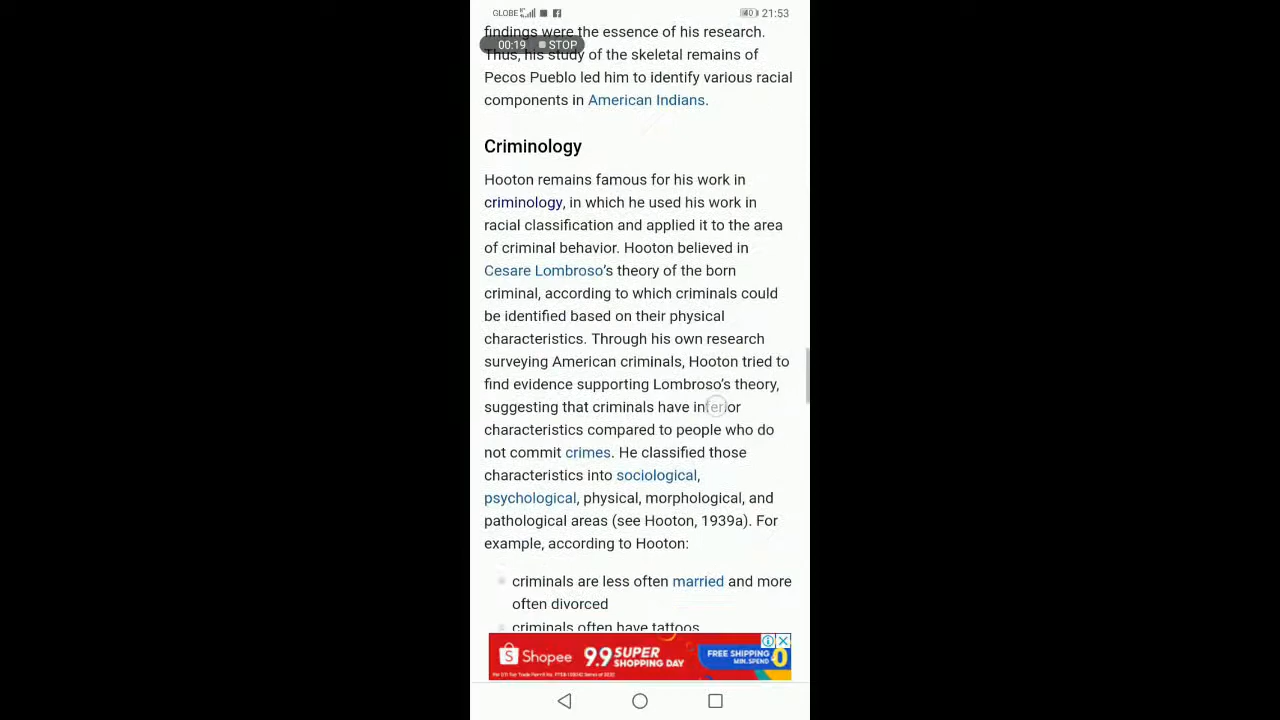 GLOBE
40 21:53
findings were the essence of his research.
00:19 STOP
Thus, his study of the skeletal remains of
Pecos Pueblo led him to identify various racial
components in American Indians.
Criminology
Hooton remains famous for his work in
criminology, in which he used his work in
racial classification and applied it to the area
of criminal behavior. Hooton believed in
Cesare Lombroso's theory of the born
criminal, according to which criminals could
be identified based on their physical
characteristics. Through his own research
surveying American criminals, Hooton tried to
find evidence supporting Lombroso's theory,
suggesting that criminals have inferior
characteristics compared to people who do
not commit crimes. He classified those
characteristics into sociological,
psychological, physical, morphological, and
pathological areas (see Hooton, 1939a). For
example, according to Hooton:
criminals are less often married and more
often divorced
criminals often have tattoos
Shopee 9.9 SUPER SHOPPING DAY
FREE SHIPPING
MIN. SPEND ₱0